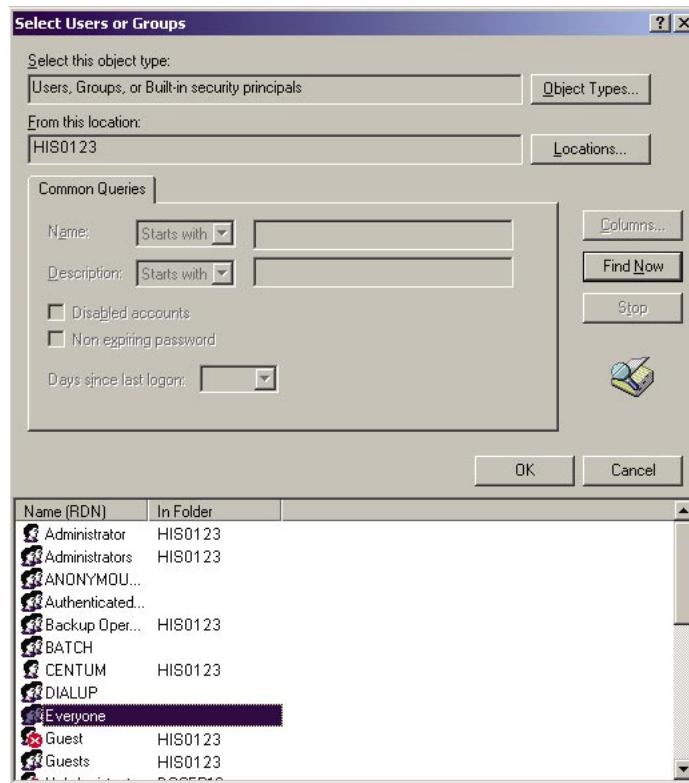 Select Users or Groups
Select this object type:
Users, Groups, or Built-in security principals
Object Types...
From this location:
HIS0123
Locations...
Common Queries
Name: Starts with
Columns...
Description: Starts with
Find Now
Disabled accounts
Stop
Non expiring password
Days since last logon:
OK Cancel
Name (RDN) In Folder
Administrator HIS0123
Administrators HIS0123
ANONYMOU...
Authenticated...
Backup Oper... HIS0123
BATCH
CENTUM HIS0123
DIALUP
Everyone
Guest HIS0123
Guests HIS0123